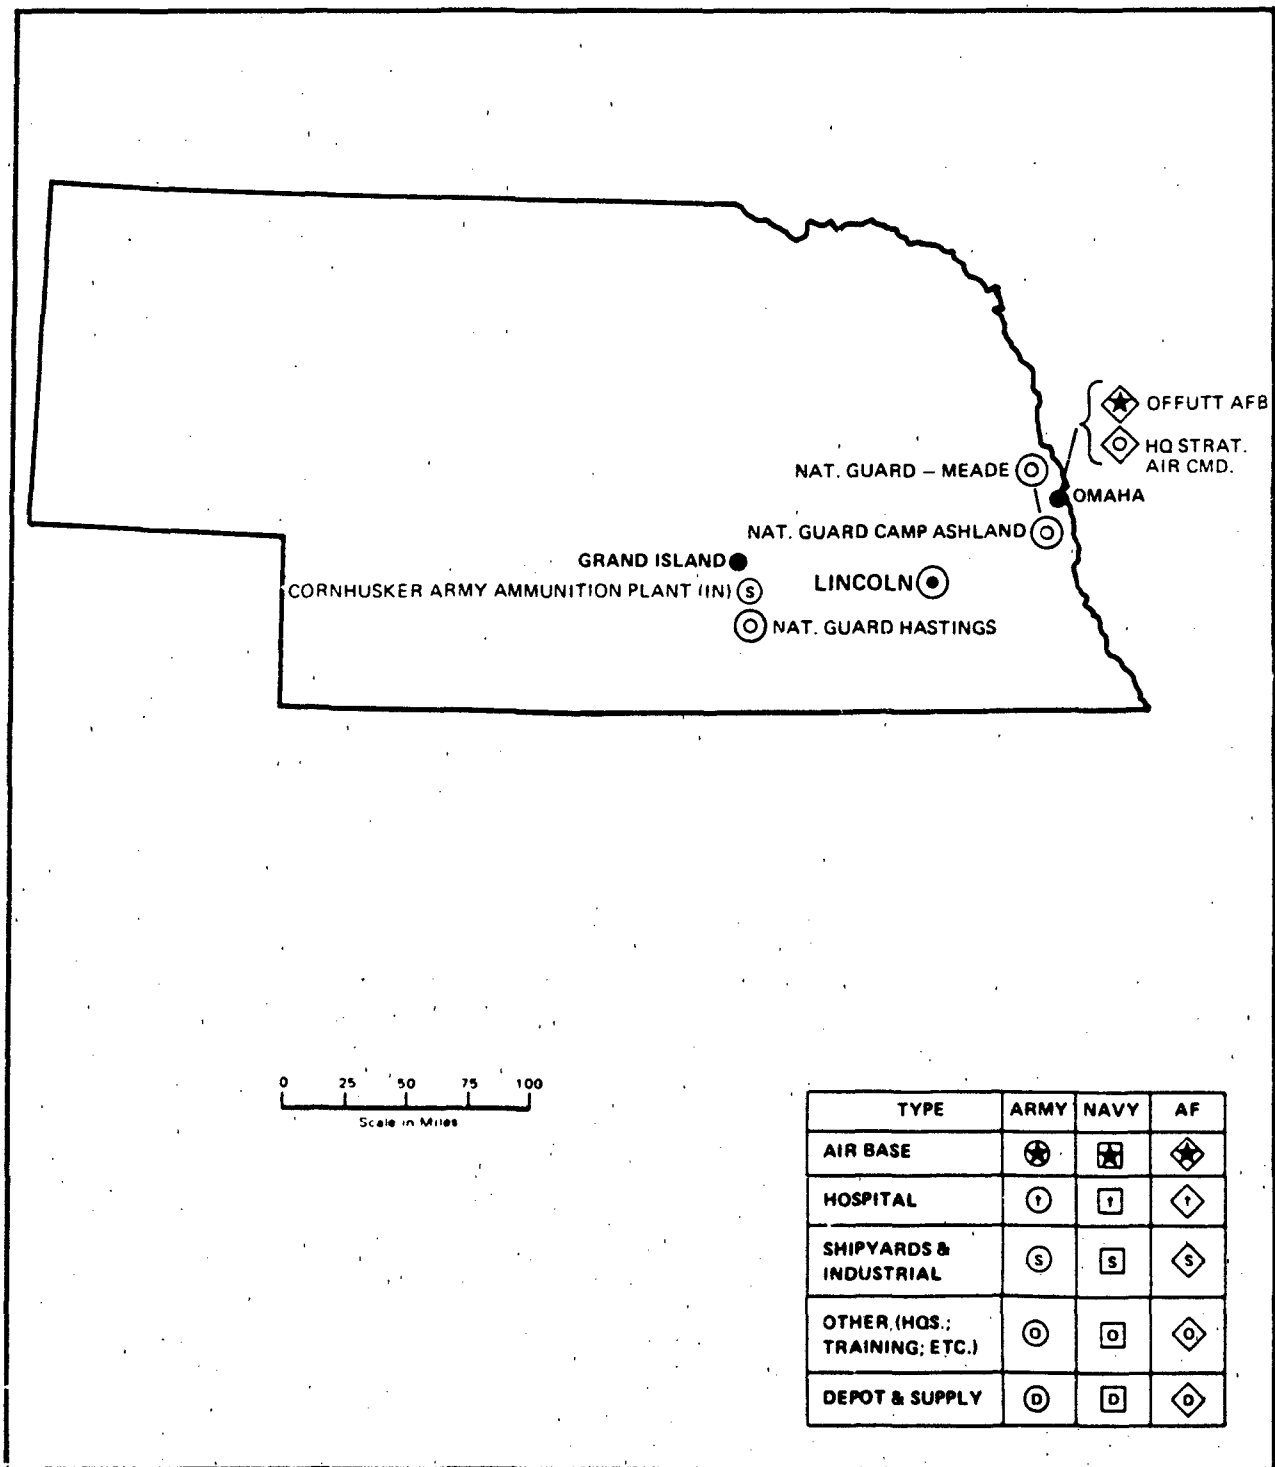 OFFUTT AFB
HQ STRAT.
AIR CMD.
NAT. GUARD – MEADE
OMAHA
NAT. GUARD CAMP ASHLAND
GRAND ISLAND
CORNHUSKER ARMY AMMUNITION PLANT (IN) S
LINCOLN
NAT. GUARD HASTINGS
0 25 50 75 100
Scale in Miles
TYPE ARMY NAVY AF
AIR BASE
HOSPITAL
SHIPYARDS &
INDUSTRIAL S S S
OTHER (HQS.;
TRAINING; ETC.) O O O
DEPOT & SUPPLY D D D